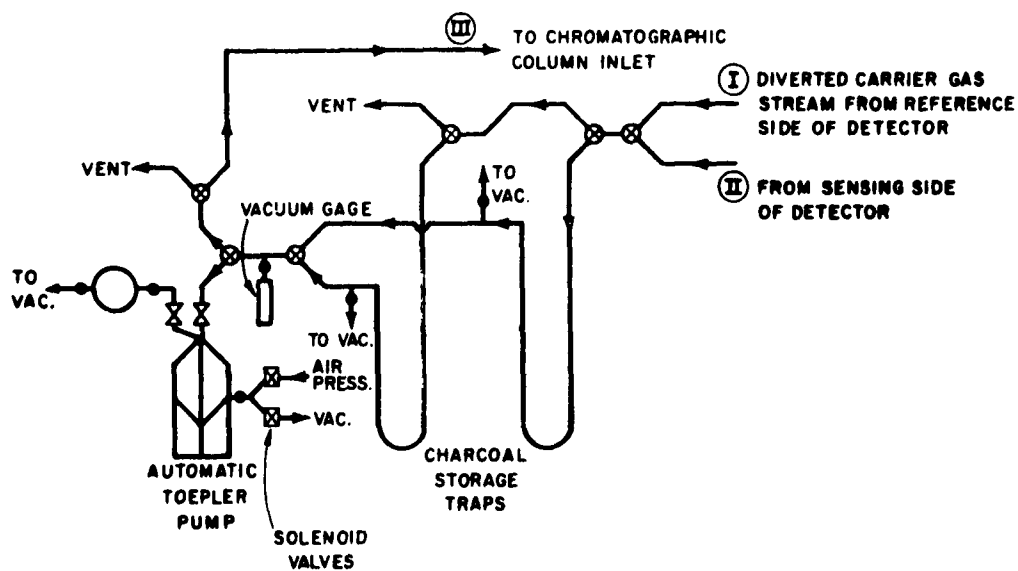 III
TO CHROMATOGRAPHIC
COLUMN INLET
I
DIVERTED CARRIER GAS
STREAM FROM REFERENCE
SIDE OF DETECTOR
VENT
VENT
TO
VAC.
II
FROM SENSING SIDE
OF DETECTOR
VACUUM GAGE
TO
VAC.
TO VAC.
AIR
PRESS.
VAC.
AUTOMATIC
TOEPLER
PUMP
CHARCOAL
STORAGE
TRAPS
SOLENOID
VALVES